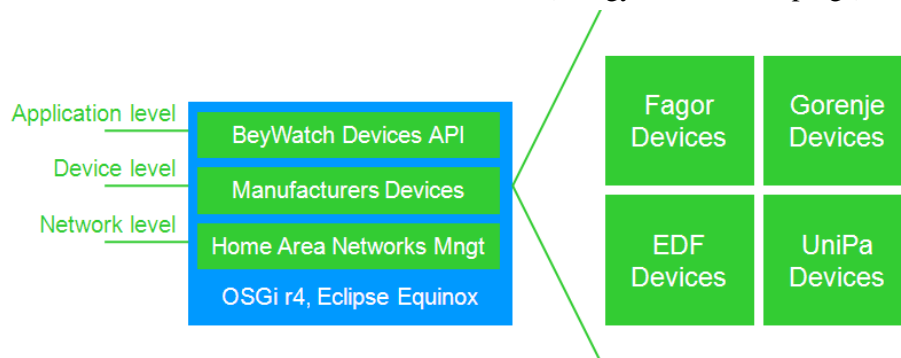 Application level
BeyWatch Devices API
Device level
Manufacturers Devices
Network level
Home Area Networks Mngt
OSGi r4, Eclipse Equinox
Fagor
Devices
Gorenje
Devices
EDF
Devices
UniPa
Devices